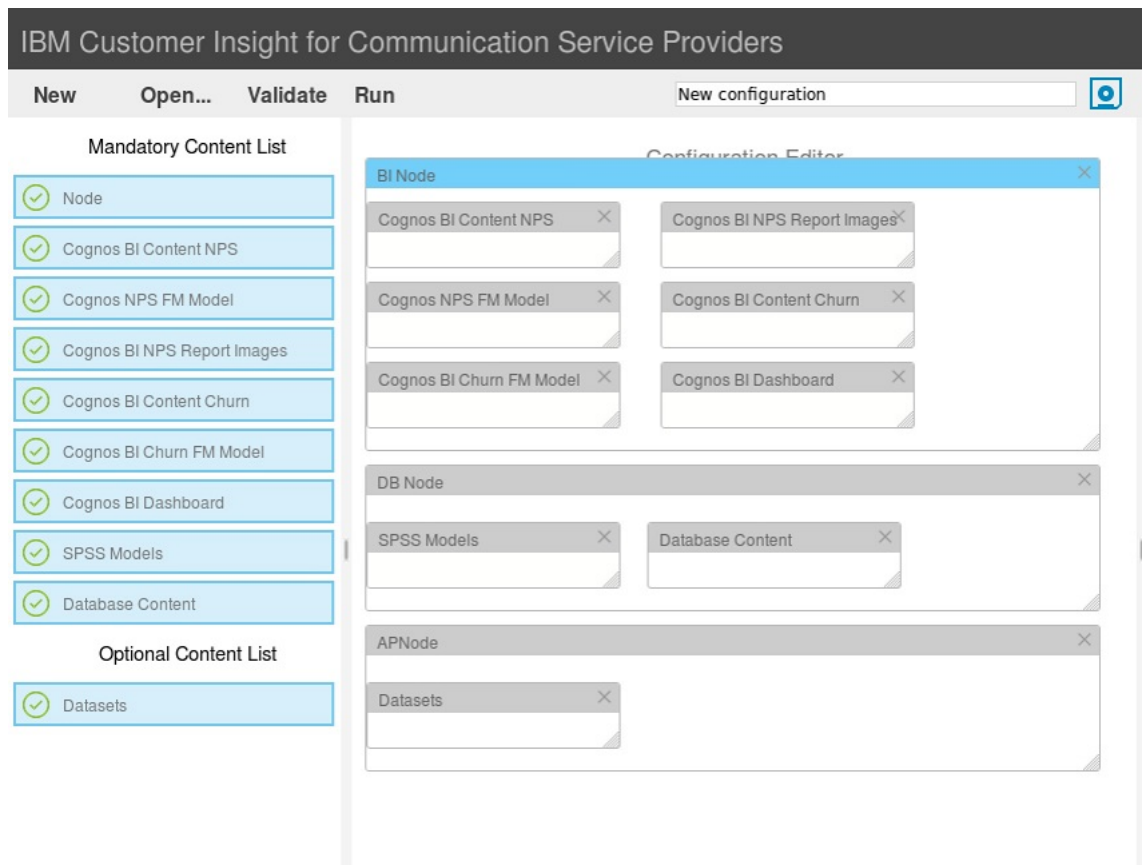 IBM Customer Insight for Communication Service Providers
New Open... Validate Run New configuration
Mandatory Content List
Node
Cognos BI Content NPS
Cognos NPS FM Model
Cognos BI NPS Report Images
Cognos BI Content Churn
Cognos BI Churn FM Model
Cognos BI Dashboard
SPSS Models
Database Content
Optional Content List
Datasets
Configuration Editor
BI Node
Cognos BI Content NPS
Cognos BI NPS Report Images
Cognos NPS FM Model
Cognos BI Content Churn
Cognos BI Churn FM Model
Cognos BI Dashboard
DB Node
SPSS Models
Database Content
APNode
Datasets